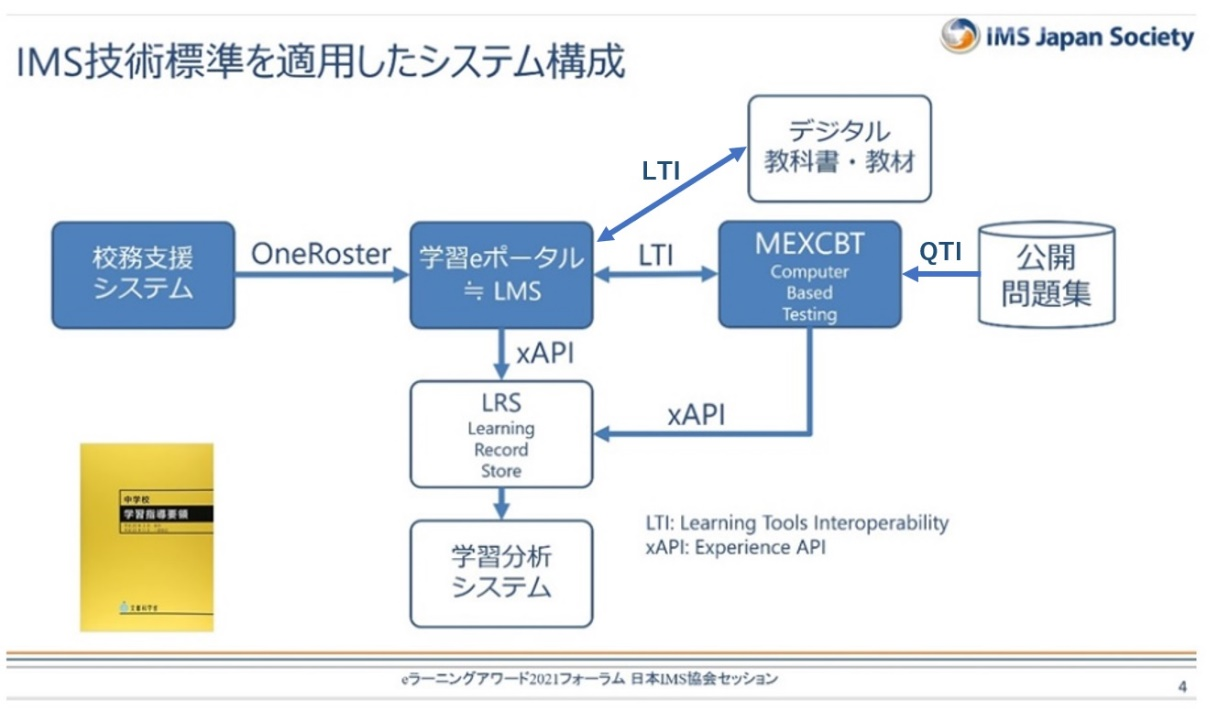 IMS Japan Society
IMS技術標準を適用したシステム構成
デジタル
教科書・教材
LTI
校務支援
システム
OneRoster
学習eポータル
≒ LMS
LTI
MEXCBT
Computer
Based
Testing
QTI
公開
問題集
xAPI
LRS
Learning
Record
Store
xAPI
中学校
学習指導要領
文部科学省
学習分析
システム
LTI: Learning Tools Interoperability
xAPI: Experience API
eラーニングアワード2021フォーラム 日本IMS協会セッション
4